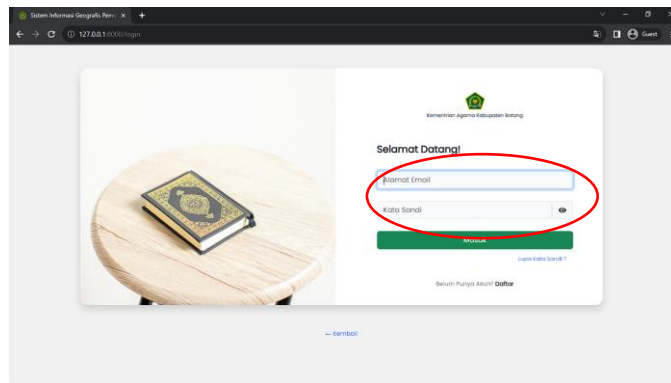 Sistem Informasi Geografis Pem
127.0.0.1:8000/login
Guest
Kementrian Agama Kabupaten Batang
Selamat Datang!
Alamat Email
Kata Sandi
Masuk
Lupa Kata Sandi ?
Belum Punya Akun? Daftar
← Kembali